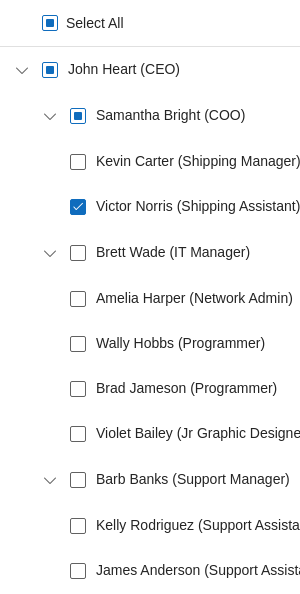 Select All
John Heart (CEO)
Samantha Bright (COO)
Kevin Carter (Shipping Manager)
Victor Norris (Shipping Assistant)
Brett Wade (IT Manager)
Amelia Harper (Network Admin)
Wally Hobbs (Programmer)
Brad Jameson (Programmer)
Violet Bailey (Jr Graphic Designe
Barb Banks (Support Manager)
Kelly Rodriguez (Support Assista
James Anderson (Support Assista